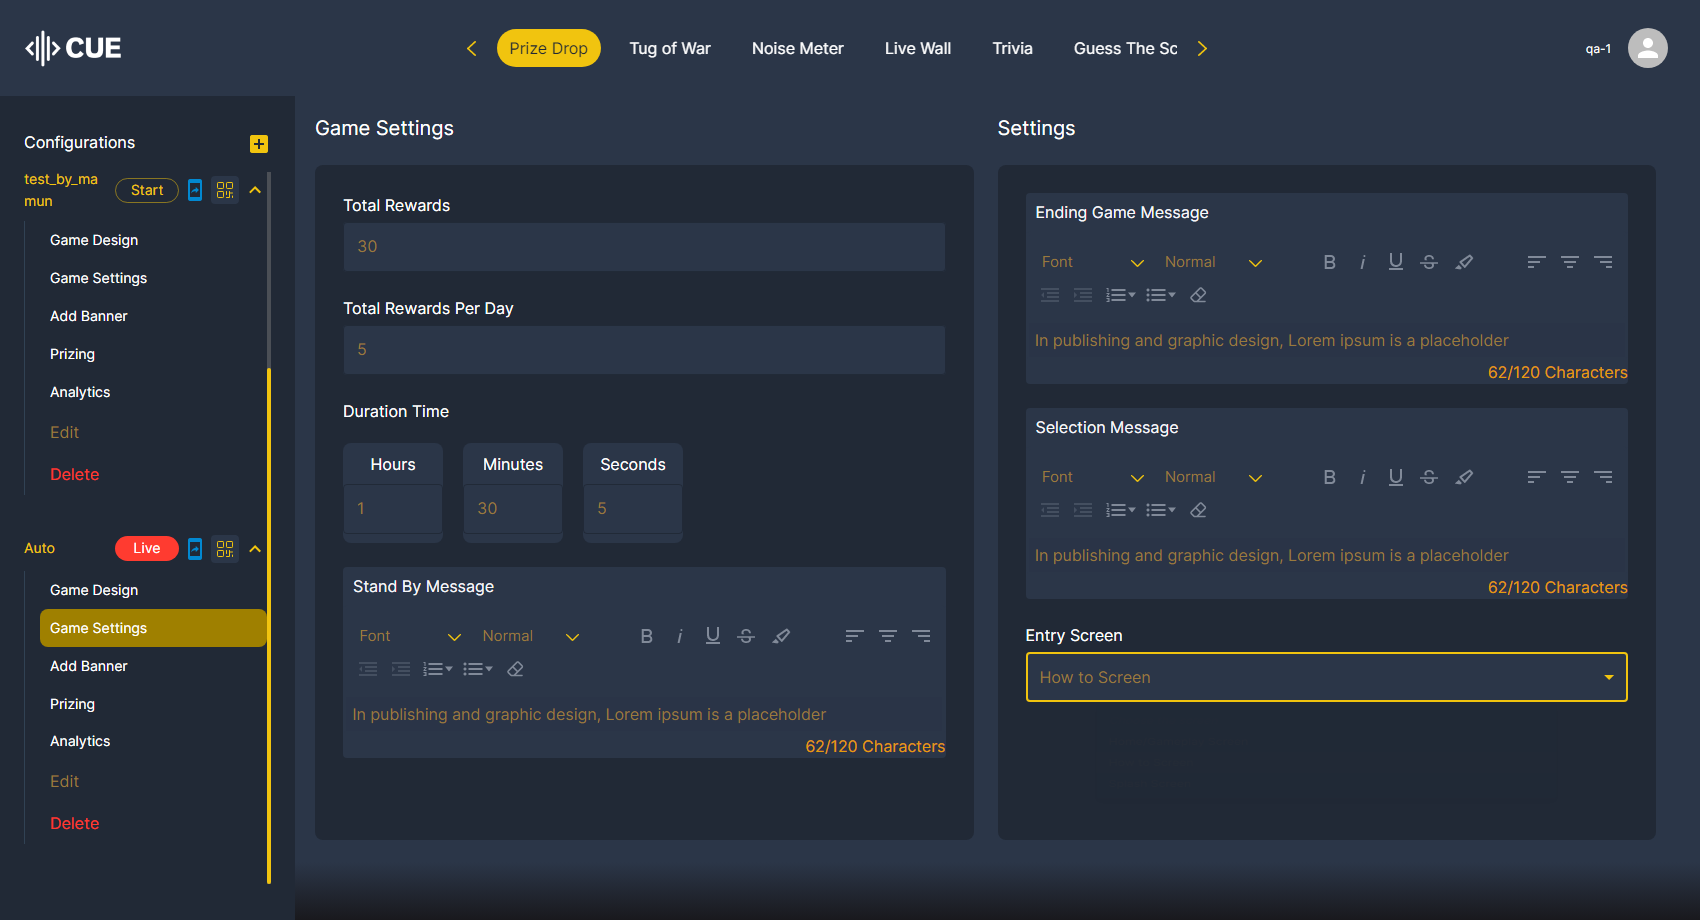 CUE
Prize Drop
Tug of War
Noise Meter
Live Wall
Trivia
Guess The Sc
qa-1
Configurations
test_by_ma
mun
Start
Game Design
Game Settings
Add Banner
Prizing
Analytics
Edit
Delete
Auto
Live
Game Design
Game Settings
Add Banner
Prizing
Analytics
Edit
Delete
Game Settings
Total Rewards
30
Total Rewards Per Day
5
Duration Time
Hours
Minutes
Seconds
1
30
5
Stand By Message
Font
Normal
B
i
U
S
In publishing and graphic design, Lorem ipsum is a placeholder
62/120 Characters
Settings
Ending Game Message
Font
Normal
B
i
U
S
In publishing and graphic design, Lorem ipsum is a placeholder
62/120 Characters
Selection Message
Font
Normal
B
i
U
S
In publishing and graphic design, Lorem ipsum is a placeholder
62/120 Characters
Entry Screen
How to Screen